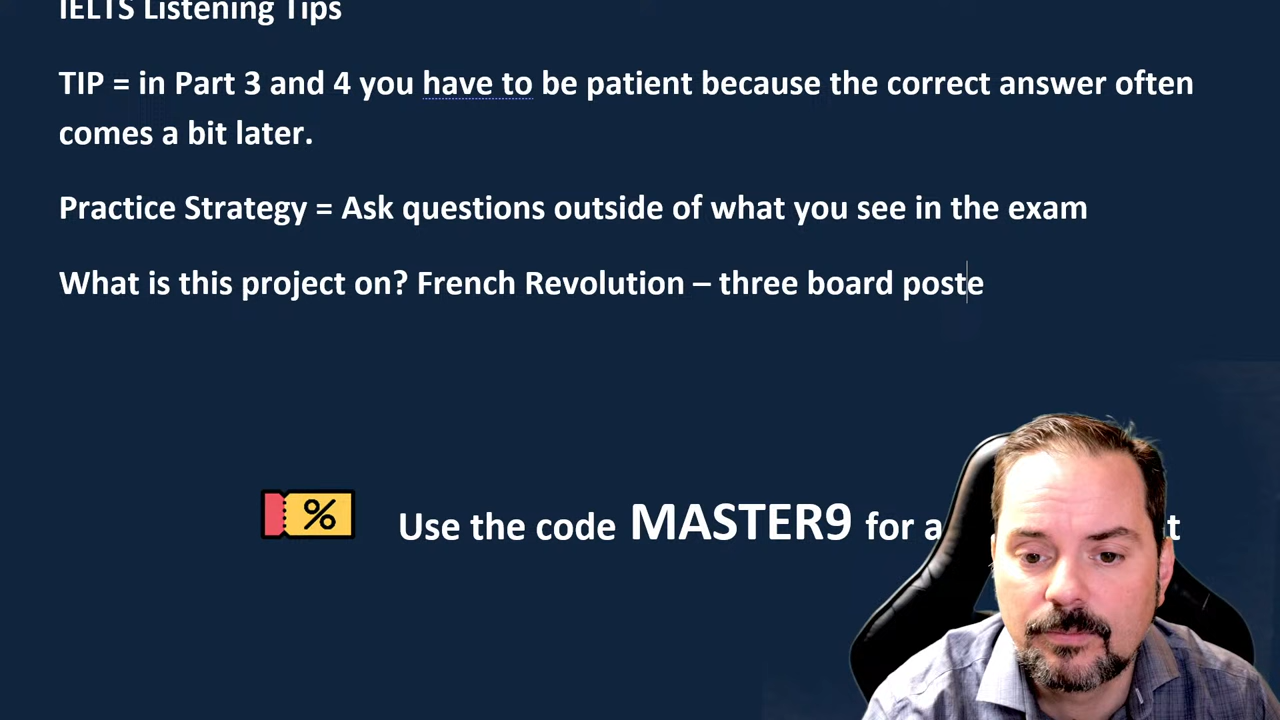 IELTS Listening Tips
TIP = in Part 3 and 4 you have to be patient because the correct answer often
comes a bit later.
Practice Strategy = Ask questions outside of what you see in the exam
What is this project on? French Revolution – three board poste
% Use the code MASTER9 for a